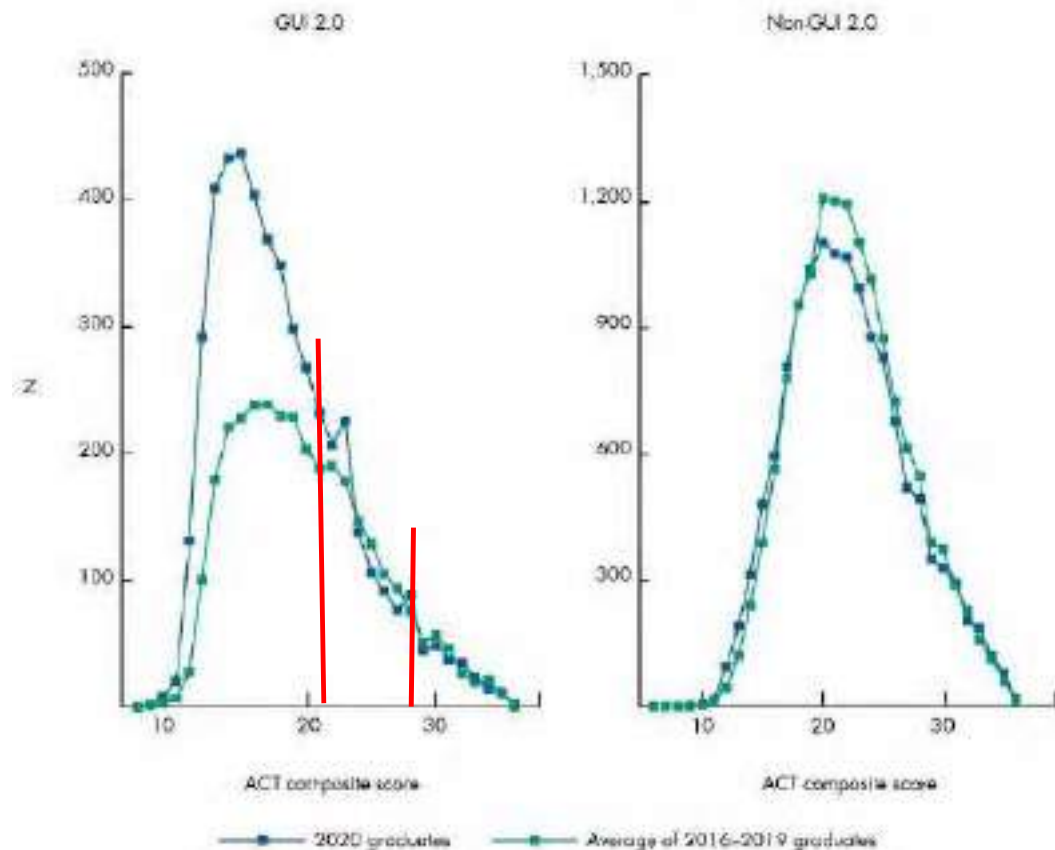 GUI 2.0
Non-GUI 2.0
500
400
300
200
100
N
10
20
30
ACT composite score
1,500
1,200
900
600
300
10
20
30
ACT composite score
2020 graduates
Average of 2016–2019 graduates